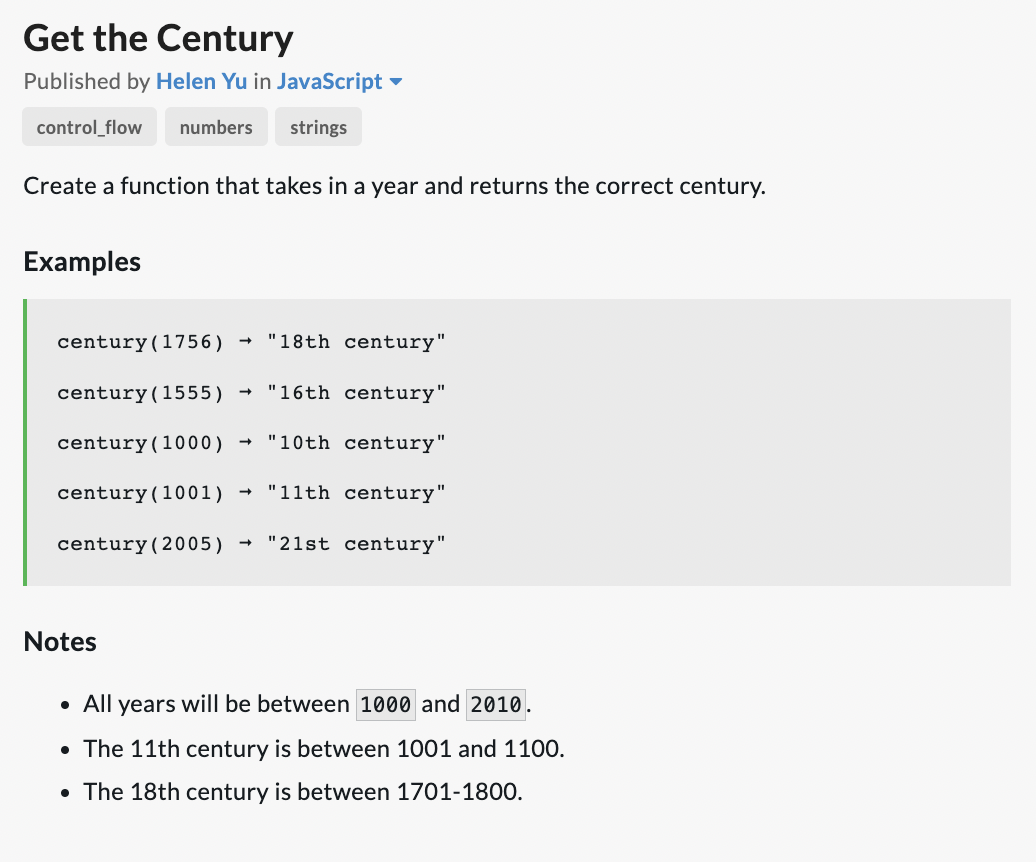 Get the Century
Published by Helen Yu in JavaScript
control_flow numbers strings
Create a function that takes in a year and returns the correct century.
Examples
century(1756) ➞ "18th century"
century(1555) ➞ "16th century"
century(1000) ➞ "10th century"
century(1001) ➞ "11th century"
century(2005) ➞ "21st century"
Notes
• All years will be between 1000 and 2010.
• The 11th century is between 1001 and 1100.
• The 18th century is between 1701-1800.